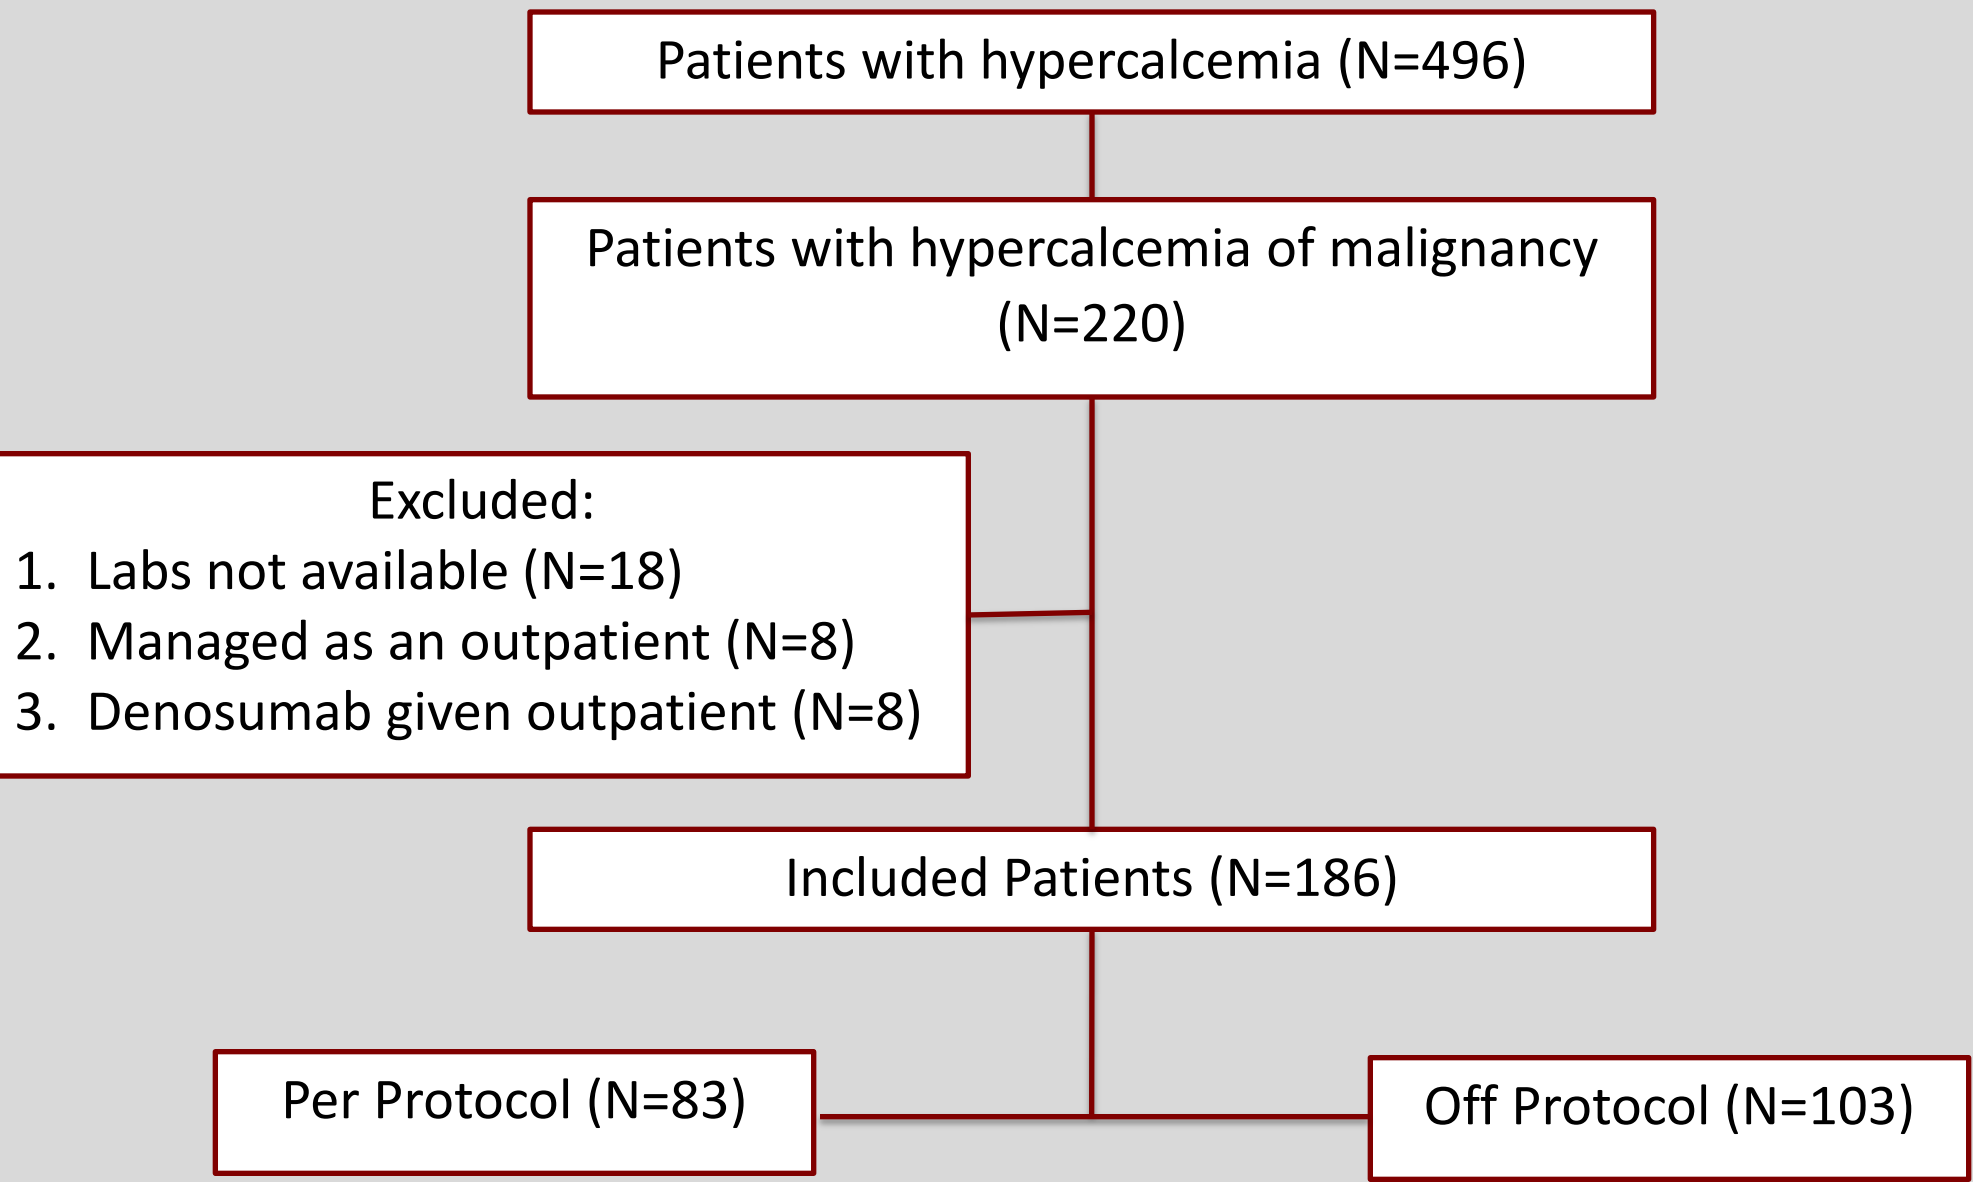 Patients with hypercalcemia (N=496)
Patients with hypercalcemia of malignancy
(N=220)
Excluded:
1. Labs not available (N=18)
2. Managed as an outpatient (N=8)
3. Denosumab given outpatient (N=8)
Included Patients (N=186)
Per Protocol (N=83)
Off Protocol (N=103)